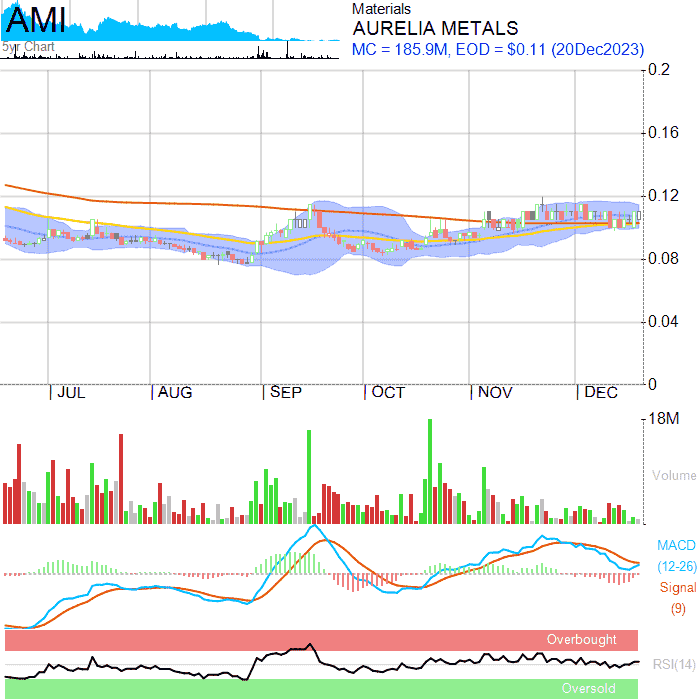 AMI
5yr Chart
Materials
AURELIA METALS
MC = 185.9M, EOD = $0.11 (20Dec2023)
0.2
0.16
0.12
0.08
0.04
0
JUL AUG SEP OCT NOV DEC
18M
Volume
MACD
(12-26)
Signal
(9)
Overbought
RSI(14)
Oversold